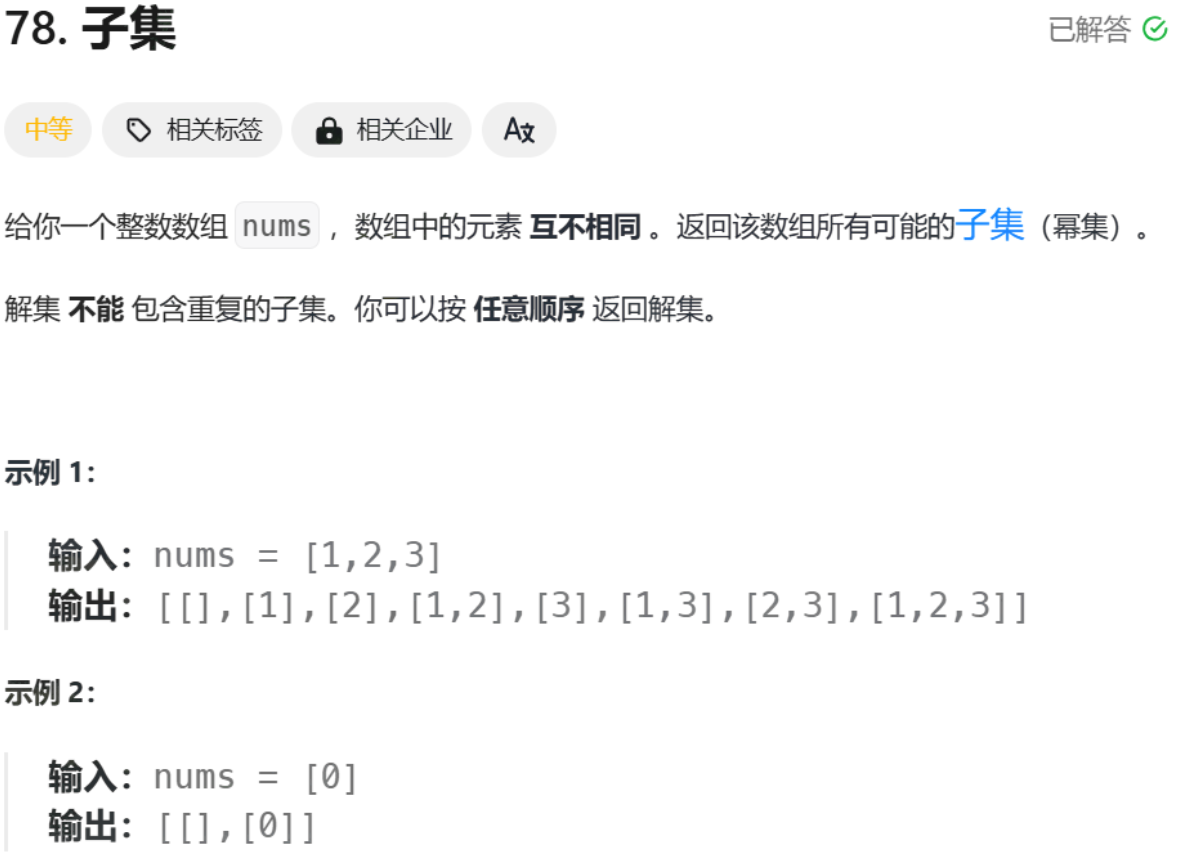 78. 子集 已解答
中等 相关标签 相关企业 A文
给你一个整数数组 nums ，数组中的元素 互不相同 。返回该数组所有可能的子集（幂集）。
解集 不能 包含重复的子集。你可以按 任意顺序 返回解集。
示例 1：
输入：nums = [1,2,3]
输出：[[],[1],[2],[1,2],[3],[1,3],[2,3],[1,2,3]]
示例 2：
输入：nums = [0]
输出：[[],[0]]